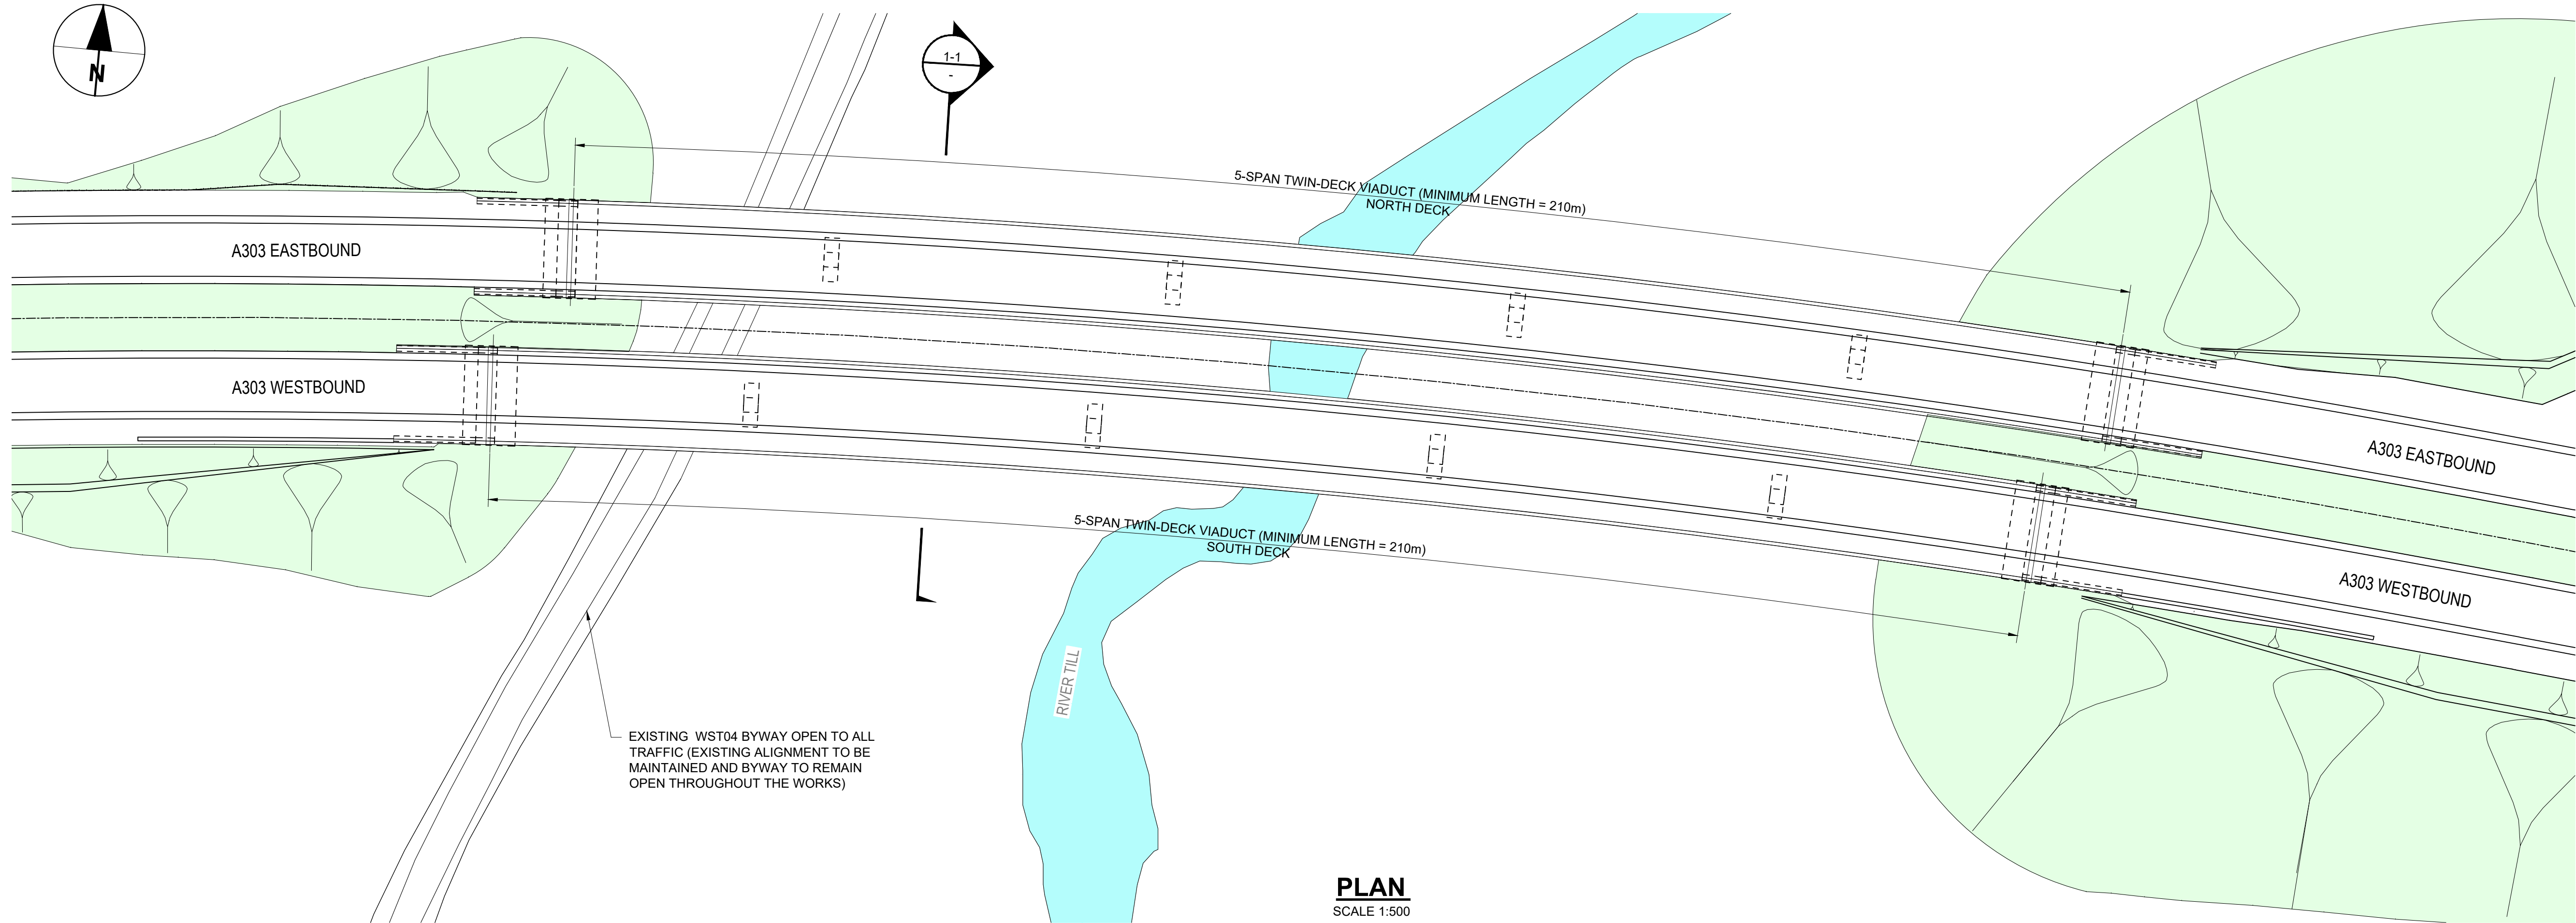 N
1-1
-
5-SPAN TWIN-DECK VIADUCT (MINIMUM LENGTH = 210m)
NORTH DECK
A303 EASTBOUND
A303 WESTBOUND
A303 EASTBOUND
A303 WESTBOUND
5-SPAN TWIN-DECK VIADUCT (MINIMUM LENGTH = 210m)
SOUTH DECK
RIVER TILL
EXISTING WST04 BYWAY OPEN TO ALL
TRAFFIC (EXISTING ALIGNMENT TO BE
MAINTAINED AND BYWAY TO REMAIN
OPEN THROUGHOUT THE WORKS)
PLAN
SCALE 1:500